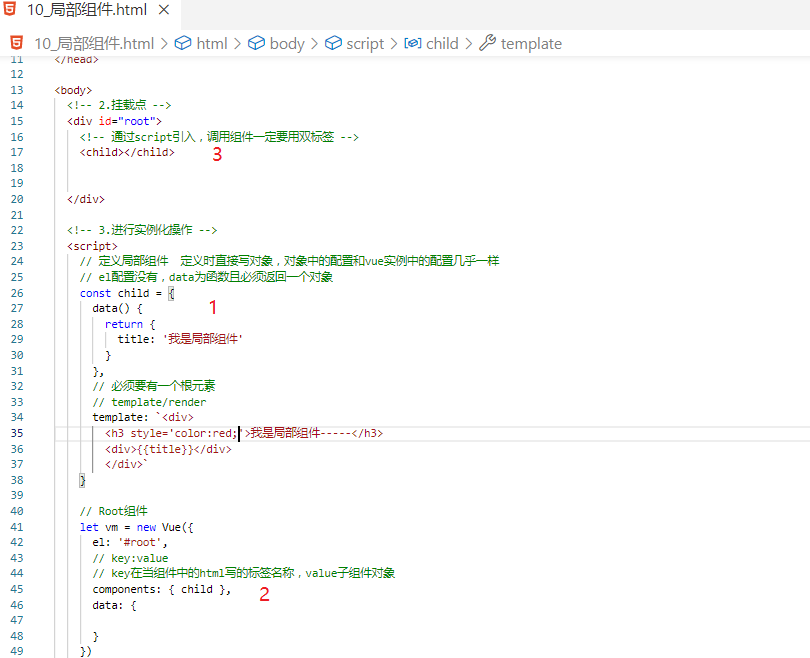 10_局部组件.html ×
10_局部组件.html > html > body > script > child > template
11 </head>
12
13 <body>
14 <!-- 2.挂载点 -->
15 <div id="root">
16 <!-- 通过script引入，调用组件一定要用双标签 -->
17 <child></child> 3
18
19
20 </div>
21
22 <!-- 3.进行实例化操作 -->
23 <script>
24 // 定义局部组件 定义时直接写对象，对象中的配置和vue实例中的配置几乎一样
25 // el配置没有，data为函数且必须返回一个对象
26 const child = {
27 data() { 1
28 return {
29 title: '我是局部组件'
30 }
31 },
32 // 必须要有一个根元素
33 // template/render
34 template: `<div>
35 <h3 style='color:red;'>我是局部组件-----</h3>
36 <div>{{title}}</div>
37 </div>`
38 }
39
40 // Root组件
41 let vm = new Vue({
42 el: '#root',
43 // key:value
44 // key在当组件中的html写的标签名称，value子组件对象
45 components: { child }, 2
46 data: {
47
48 }
49 })